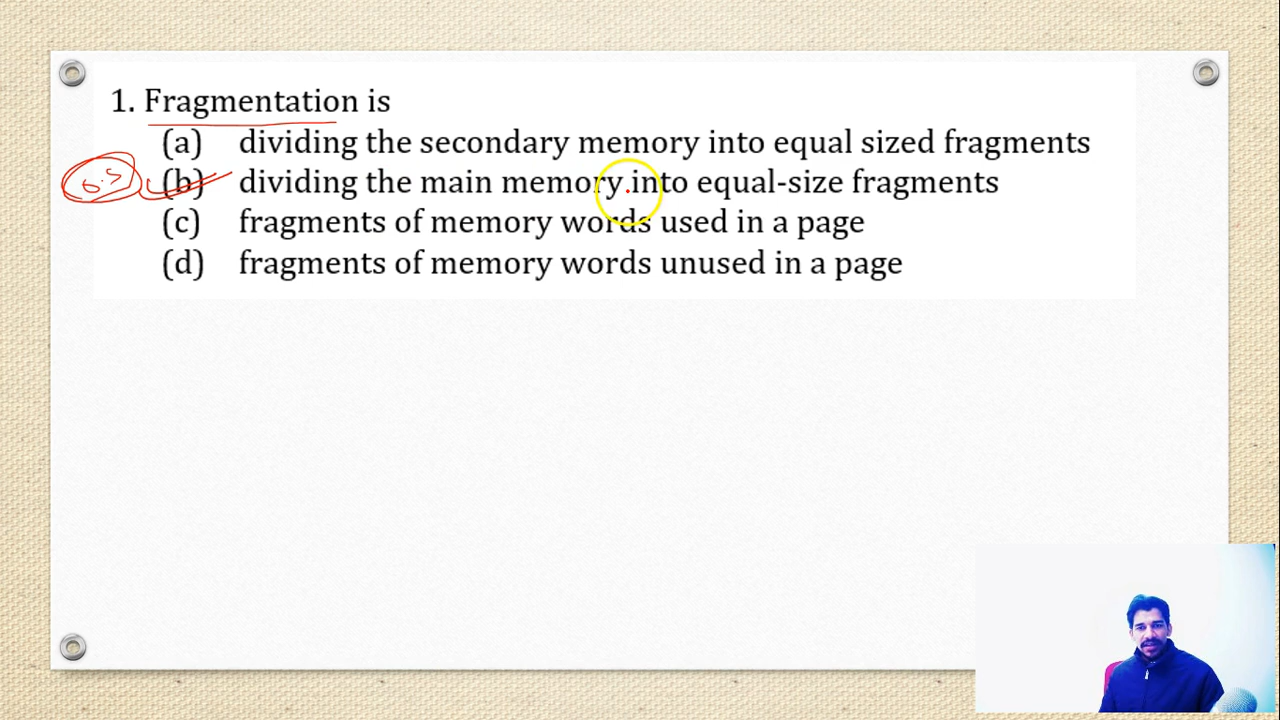 1. Fragmentation is
(a) dividing the secondary memory into equal sized fragments
(b) dividing the main memory into equal-size fragments
(c) fragments of memory words used in a page
(d) fragments of memory words unused in a page